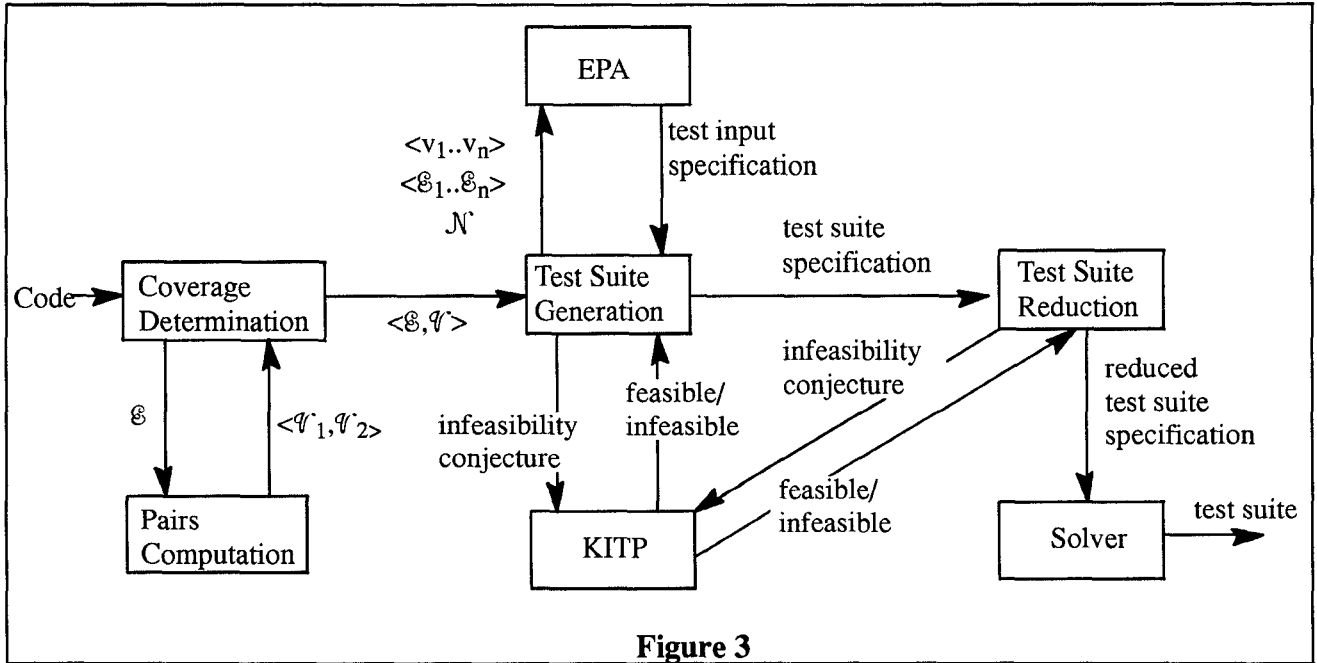 EPA
<v₁..vₙ>
<ℰ₁..ℰₙ>
𝒩
test input
specification
Code
Coverage
Determination
<ℰ,𝒱>
Test Suite
Generation
test suite
specification
Test Suite
Reduction
ℰ
<𝒱₁,𝒱₂>
infeasibility
conjecture
feasible/
infeasible
infeasibility
conjecture
feasible/
infeasible
reduced
test suite
specification
Pairs
Computation
KITP
Solver
test suite
Figure 3